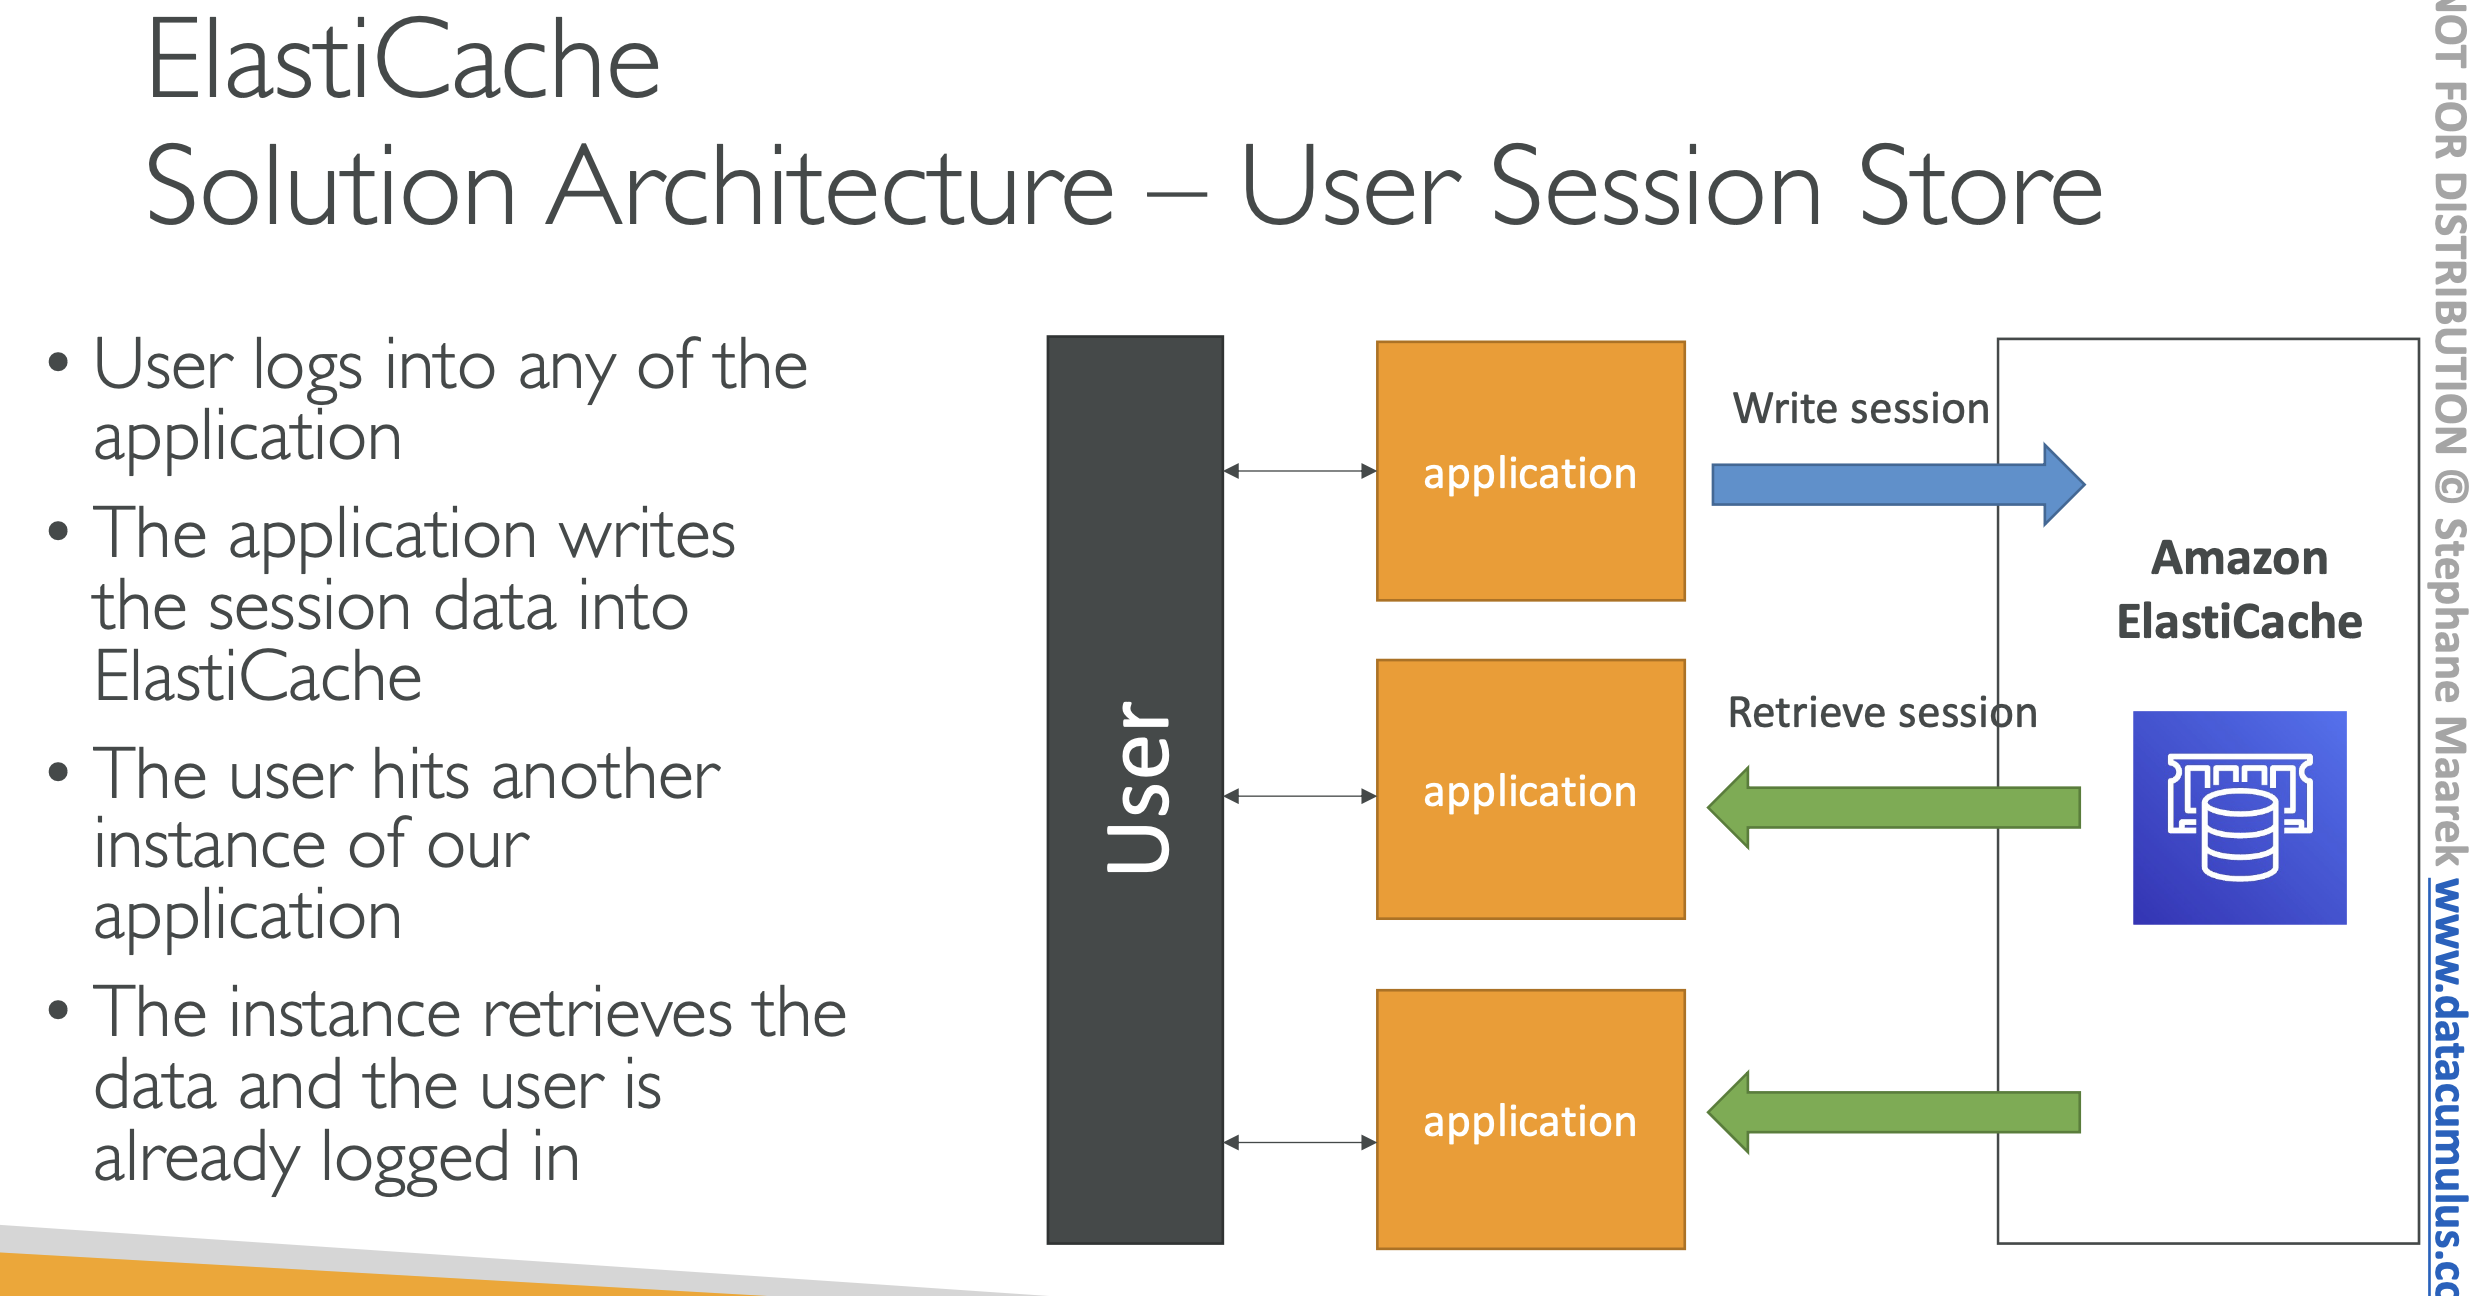 ElastiCache
Solution Architecture – User Session Store
• User logs into any of the
application
• The application writes
the session data into
ElastiCache
• The user hits another
instance of our
application
• The instance retrieves the
data and the user is
already logged in
User
application
application
application
Write session
Retrieve session
Amazon
ElastiCache
NOT FOR DISTRIBUTION © Stephane Maarek www.datacumulus.co